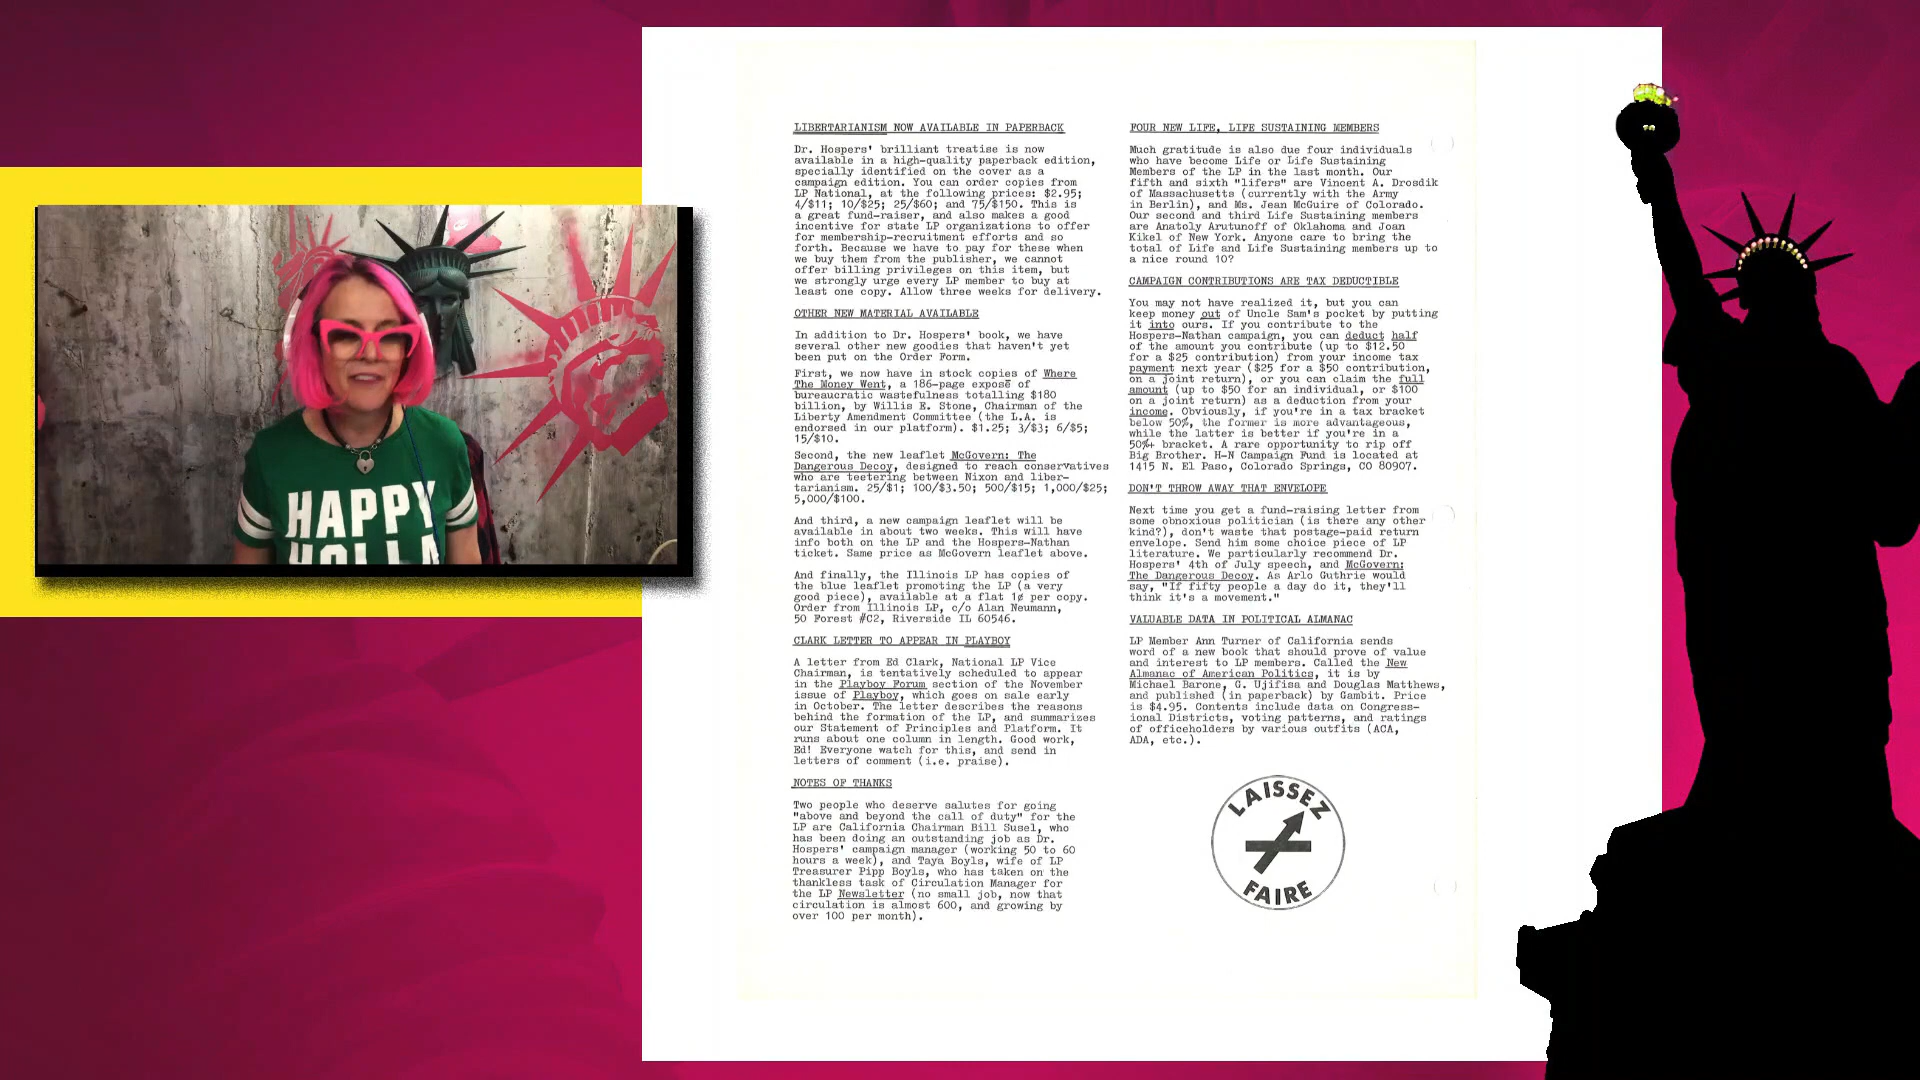 HAPPY
HOLLA
LIBERTARIANISM NOW AVAILABLE IN PAPERBACK
Dr. Hospers' brilliant treatise is now
available in a high-quality paperback edition,
specially identified on the cover as a
campaign edition. You can order copies from
LP National, at the following prices: $2.95;
4/$11; 10/$25; 25/$60; and 75/$150. This is
a great fund-raiser, and also makes a good
incentive for state LP organizations to offer
for membership-recruitment efforts and so
forth. Because we have to pay for these when
we buy them from the publisher, we cannot
offer billing privileges on this item, but
we strongly urge every LP member to buy at
least one copy. Allow three weeks for delivery.
OTHER NEW MATERIAL AVAILABLE
In addition to Dr. Hospers' book, we have
several other new goodies that haven't yet
been put on the Order Form.
First, we now have in stock copies of Where
The Money Went, a 186-page exposé of
bureaucratic wastefulness totalling $180
billion, by Willis E. Stone, Chairman of the
Liberty Amendment Committee (the L.A. is
endorsed in our platform). $1.25; 3/$3; 6/$5;
15/$10.
Second, the new leaflet McGovern: The
Dangerous Decoy, designed to reach conservatives
who are teetering between Nixon and liber-
tarianism. 25/$1; 100/$3.50; 500/$15; 1,000/$25;
5,000/$100.
And third, a new campaign leaflet will be
available in about two weeks. This will have
info both on the LP and the Hospers-Nathan
ticket. Same price as McGovern leaflet above.
And finally, the Illinois LP has copies of
the blue leaflet promoting the LP (a very
good piece), available at a flat 1¢ per copy.
Order from Illinois LP, c/o Alan Neumann,
50 Forest #C2, Riverside IL 60546.
CLARK LETTER TO APPEAR IN PLAYBOY
A letter from Ed Clark, National LP Vice
Chairman, is tentatively scheduled to appear
in the Playboy Forum section of the November
issue of Playboy, which goes on sale early
in October. The letter describes the reasons
behind the formation of the LP, and summarizes
our Statement of Principles and Platform. It
runs about one column in length. Good work,
Ed! Everyone watch for this, and send in
letters of comment (i.e. praise).
NOTES OF THANKS
Two people who deserve salutes for going
"above and beyond the call of duty" for the
LP are California Chairman Bill Susel, who
has been doing an outstanding job as Dr.
Hospers' campaign manager (working 50 to 60
hours a week), and Taya Boyls, wife of LP
Treasurer Pipp Boyls, who has taken on the
thankless task of Circulation Manager for
the LP Newsletter (no small job, now that
circulation is almost 600, and growing by
over 100 per month).
FOUR NEW LIFE, LIFE SUSTAINING MEMBERS
Much gratitude is also due four individuals
who have become Life or Life Sustaining
Members of the LP in the last month. Our
fifth and sixth "lifers" are Vincent A. Drosdik
of Massachusetts (currently with the Army
in Berlin), and Ms. Jean McGuire of Colorado.
Our second and third Life Sustaining members
are Anatoly Arutunoff of Oklahoma and Joan
Kikel of New York. Anyone care to bring the
total of Life and Life Sustaining Members up to
a nice round 10?
CAMPAIGN CONTRIBUTIONS ARE TAX DEDUCTIBLE
You may not have realized it, but you can
keep money out of Uncle Sam's pocket by putting
it into ours. If you contribute to the
Hospers-Nathan campaign, you can deduct half
of the amount you contribute (up to $12.50
for a $25 contribution) from your income tax
payment next year ($25 for a $50 contribution,
on a joint return), or you can claim the full
amount (up to $50 for an individual, or $100
on a joint return) as a deduction from your
income. Obviously, if you're in a tax bracket
below 50%, the former is more advantageous,
while the latter is better if you're in a
50%+ bracket. A rare opportunity to rip off
Big Brother. H-N Campaign Fund is located at
1415 N. El Paso, Colorado Springs, CO 80907.
DON'T THROW AWAY THAT ENVELOPE
Next time you get a fund-raising letter from
some obnoxious politician (is there any other
kind?), don't waste that postage-paid return
envelope. Send him some choice piece of LP
literature. We particularly recommend Dr.
Hospers' 4th of July speech, and McGovern:
The Dangerous Decoy. As Arlo Guthrie would
say, "If fifty people a day do it, they'll
think it's a movement."
VALUABLE DATA IN POLITICAL ALMANAC
LP Member Ann Turner of California sends
word of a new book that should prove of value
and interest to LP members. Called the New
Almanac of American Politics, it is by
Michael Barone, G. Ujifisa and Douglas Matthews,
and published (in paperback) by Gambit. Price
is $4.95. Contents include data on Congress-
ional Districts, voting patterns, and ratings
of officeholders by various outfits (ACA,
ADA, etc.).
LAISSEZ
FAIRE